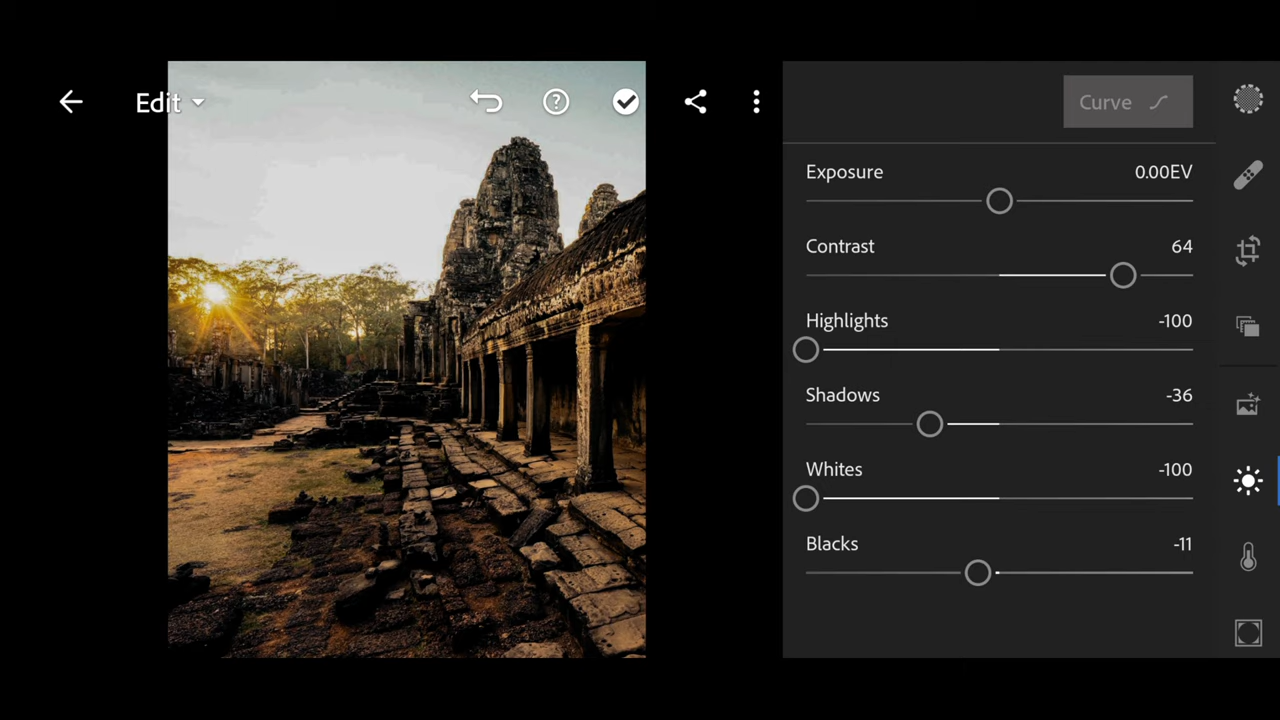 Edit
Curve
Exposure 0.00EV
Contrast 64
Highlights -100
Shadows -36
Whites -100
Blacks -11